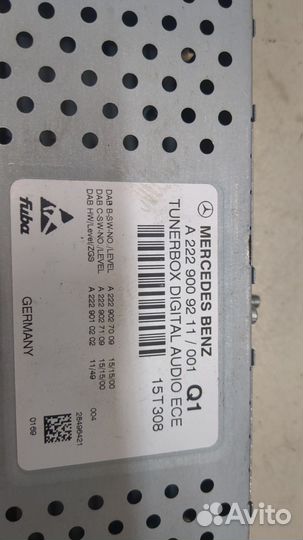 MERCEDES BENZ
A 222 900 92 11 / 001 Q1
TUNERBOX DIGITAL AUDIO ECE
15T308
DAB B-SW-NO./LEVEL A 222 902 70 09 15/15/00
DAB C-SW-NO./LEVEL A 222 902 71 09 15/15/00
DAB HW/Level/ZGS A 222 901 02 02 11/49 004
28496421
fuba
GERMANY
0169
Avito